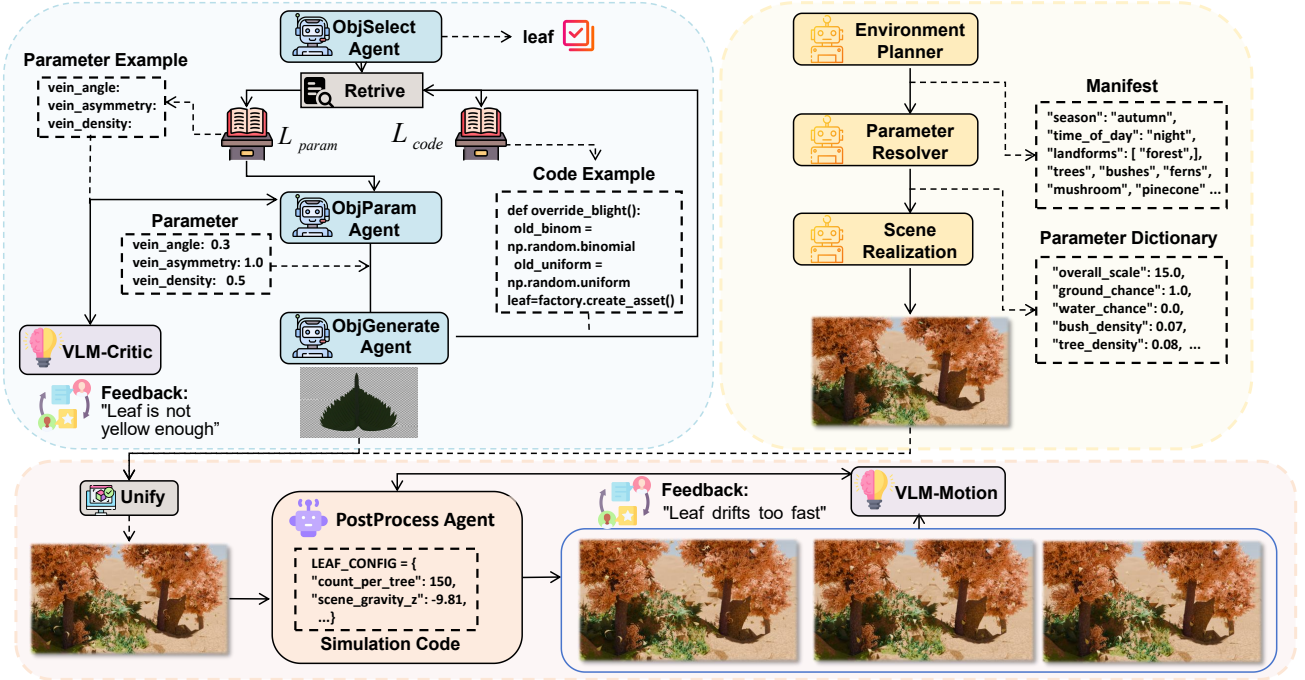 ObjSelect
Agent
leaf
Retrive
Parameter Example
vein_angle:
vein_asymmetry:
vein_density:
L param
L code
Code Example
def override_blight():
old_binom =
np.random.binomial
old_uniform =
np.random.uniform
leaf=factory.create_asset()
ObjParam
Agent
Parameter
vein_angle: 0.3
vein_asymmetry: 1.0
vein_density: 0.5
ObjGenerate
Agent
VLM-Critic
Feedback:
"Leaf is not
yellow enough”
Environment
Planner
Manifest
"season": "autumn",
"time_of_day": "night",
"landforms": [ "forest",],
"trees", "bushes", "ferns",
"mushroom", "pinecone" ...
Parameter
Resolver
Scene
Realization
Parameter Dictionary
"overall_scale": 15.0,
"ground_chance": 1.0,
"water_chance": 0.0,
"bush_density": 0.07,
"tree_density": 0.08, ...
Unify
PostProcess Agent
LEAF_CONFIG = {
"count_per_tree": 150,
"scene_gravity_z": -9.81,
...}
Simulation Code
Feedback:
"Leaf drifts too fast"
VLM-Motion